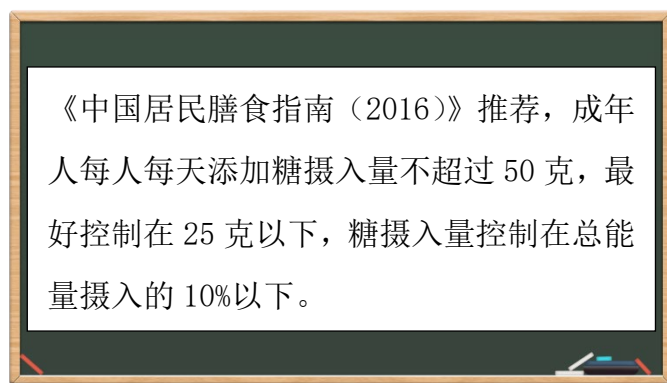 《中国居民膳食指南（2016）》推荐，成年
人每人每天添加糖摄入量不超过 50 克，最
好控制在 25 克以下，糖摄入量控制在总能
量摄入的 10%以下。